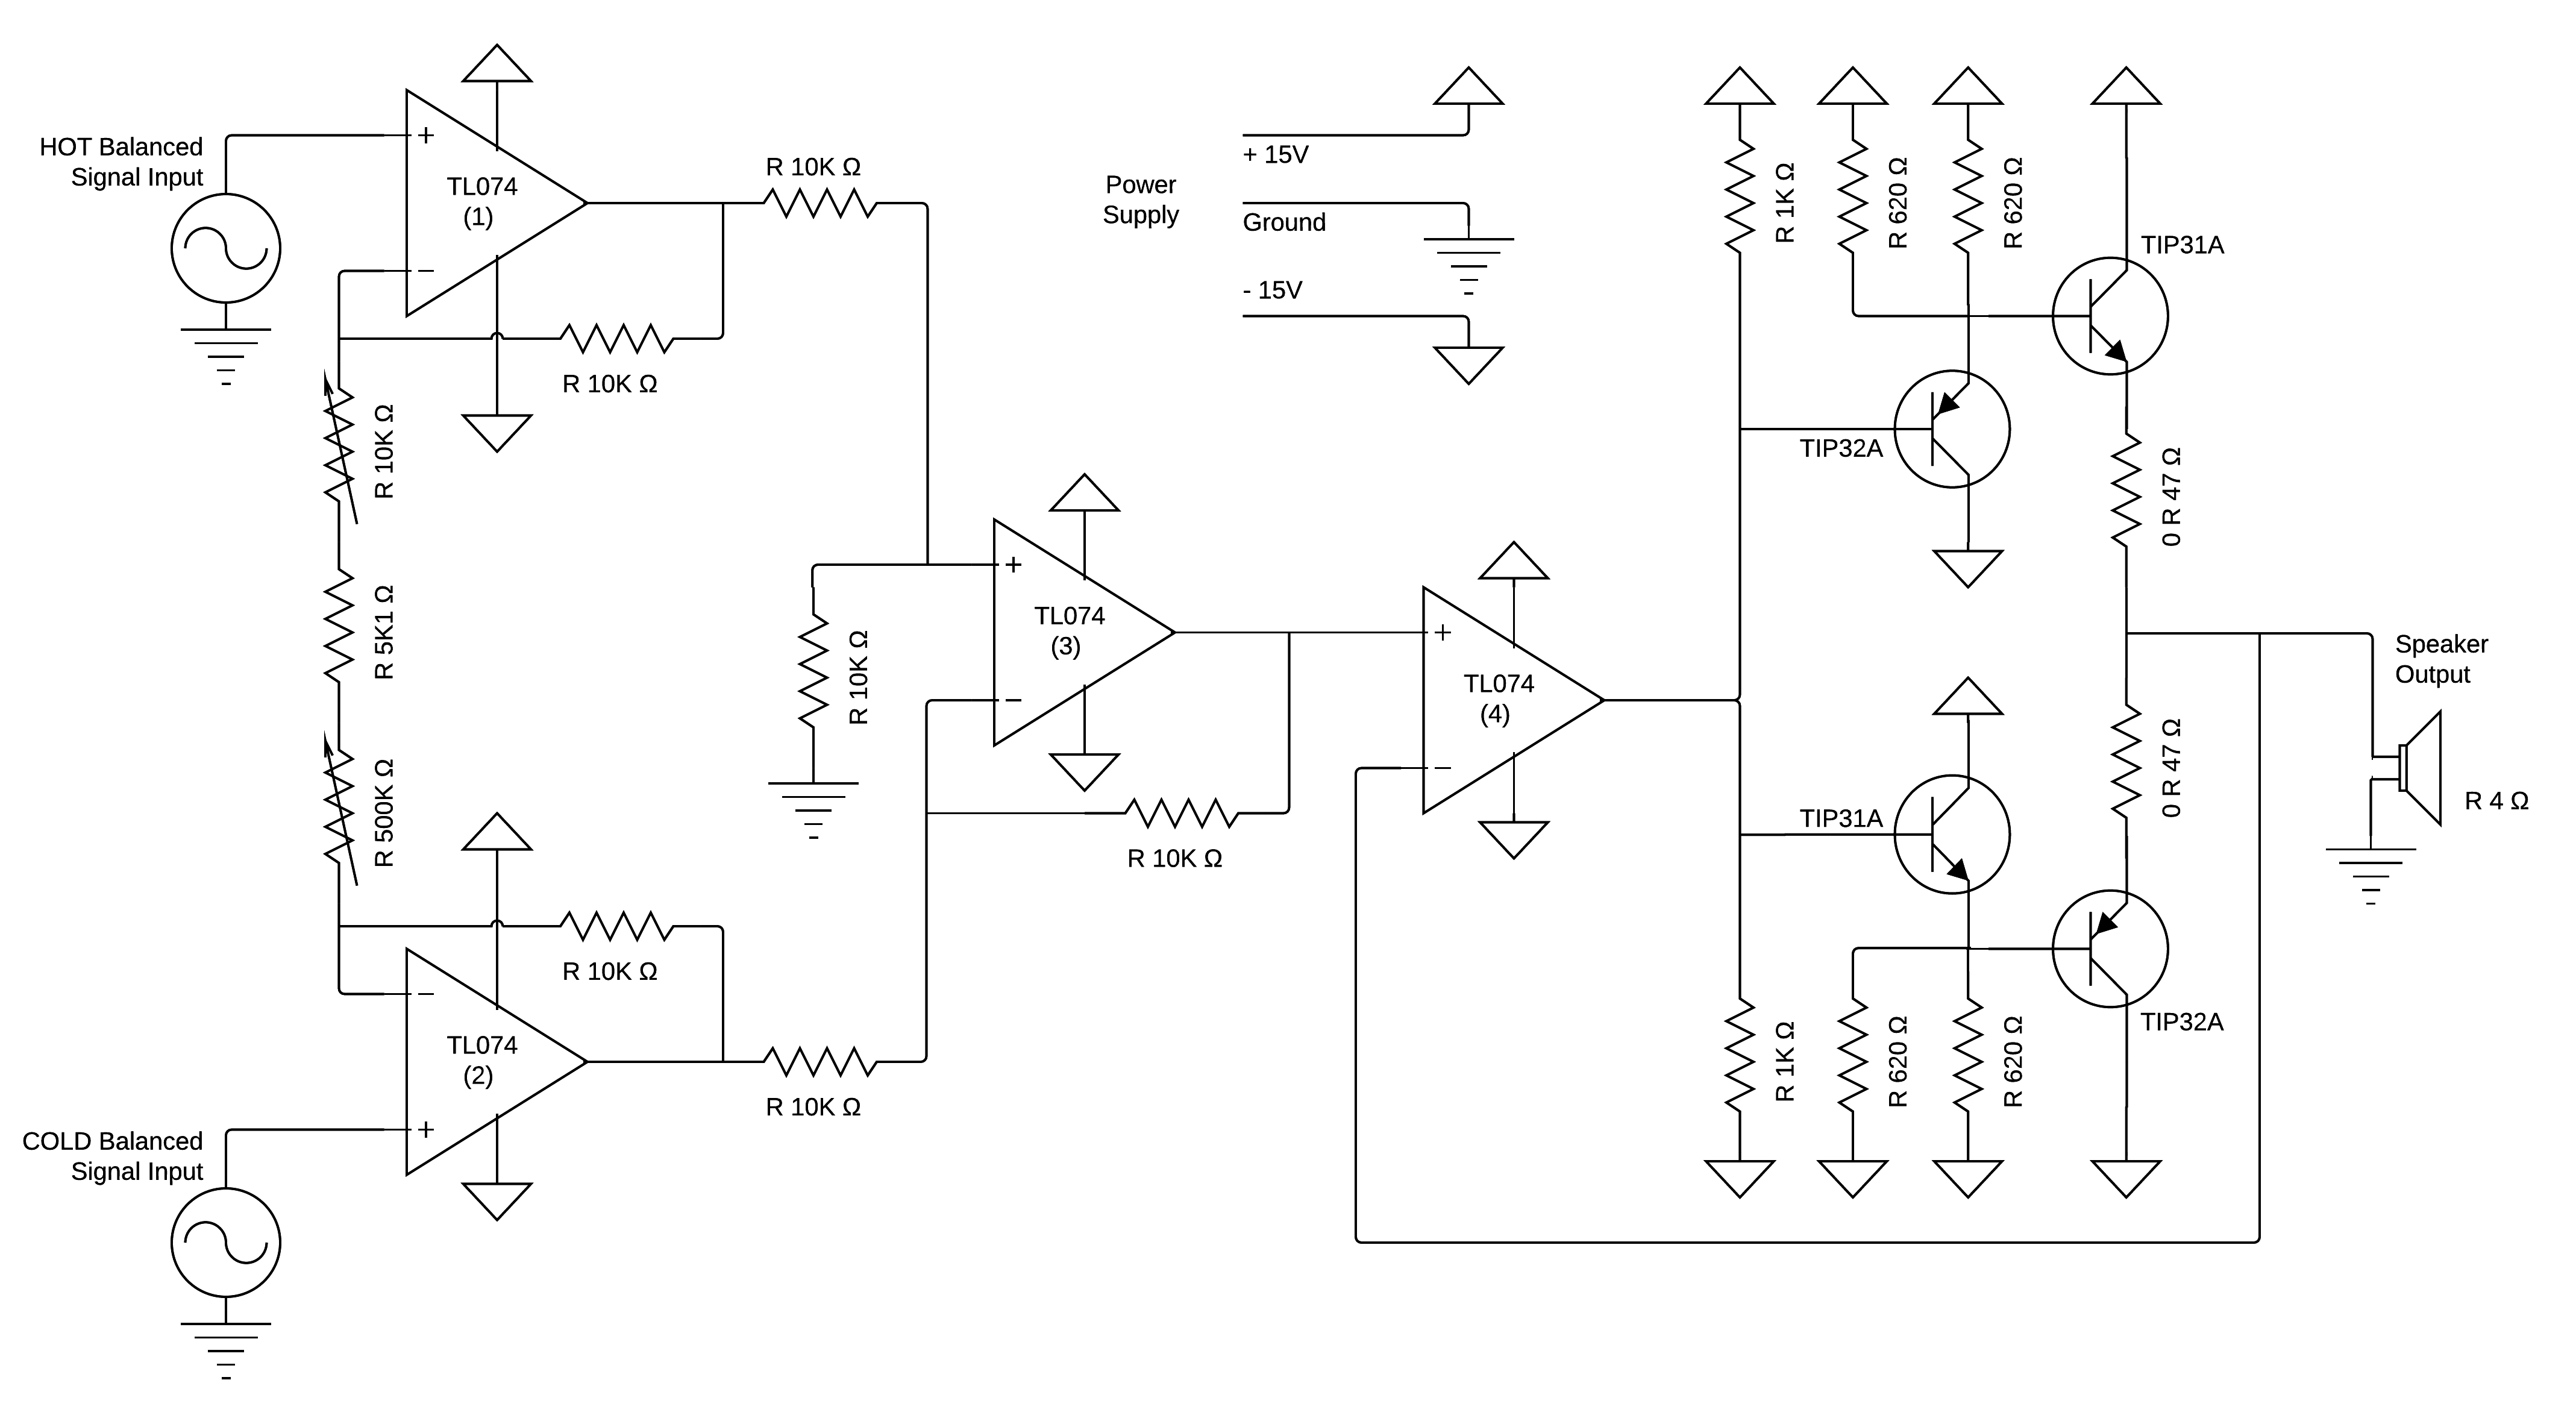 HOT Balanced
Signal Input
+
TL074
(1)
−
R 10K Ω
R 10K Ω
R 10K Ω
R 5K1 Ω
R 500K Ω
R 10K Ω
−
TL074
(2)
+
R 10K Ω
COLD Balanced
Signal Input
Power
Supply
+ 15V
Ground
- 15V
R 10K Ω
+
TL074
(3)
−
R 10K Ω
+
TL074
(4)
−
R 1K Ω
R 620 Ω
R 620 Ω
TIP31A
TIP32A
0 R 47 Ω
TIP31A
0 R 47 Ω
Speaker
Output
R 4 Ω
R 1K Ω
R 620 Ω
R 620 Ω
TIP32A